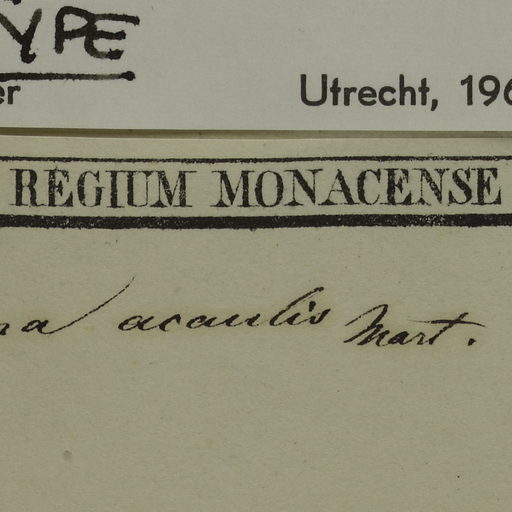 YPE
er Utrecht, 196
REGIUM MONACENSE
na acaulis Mart.